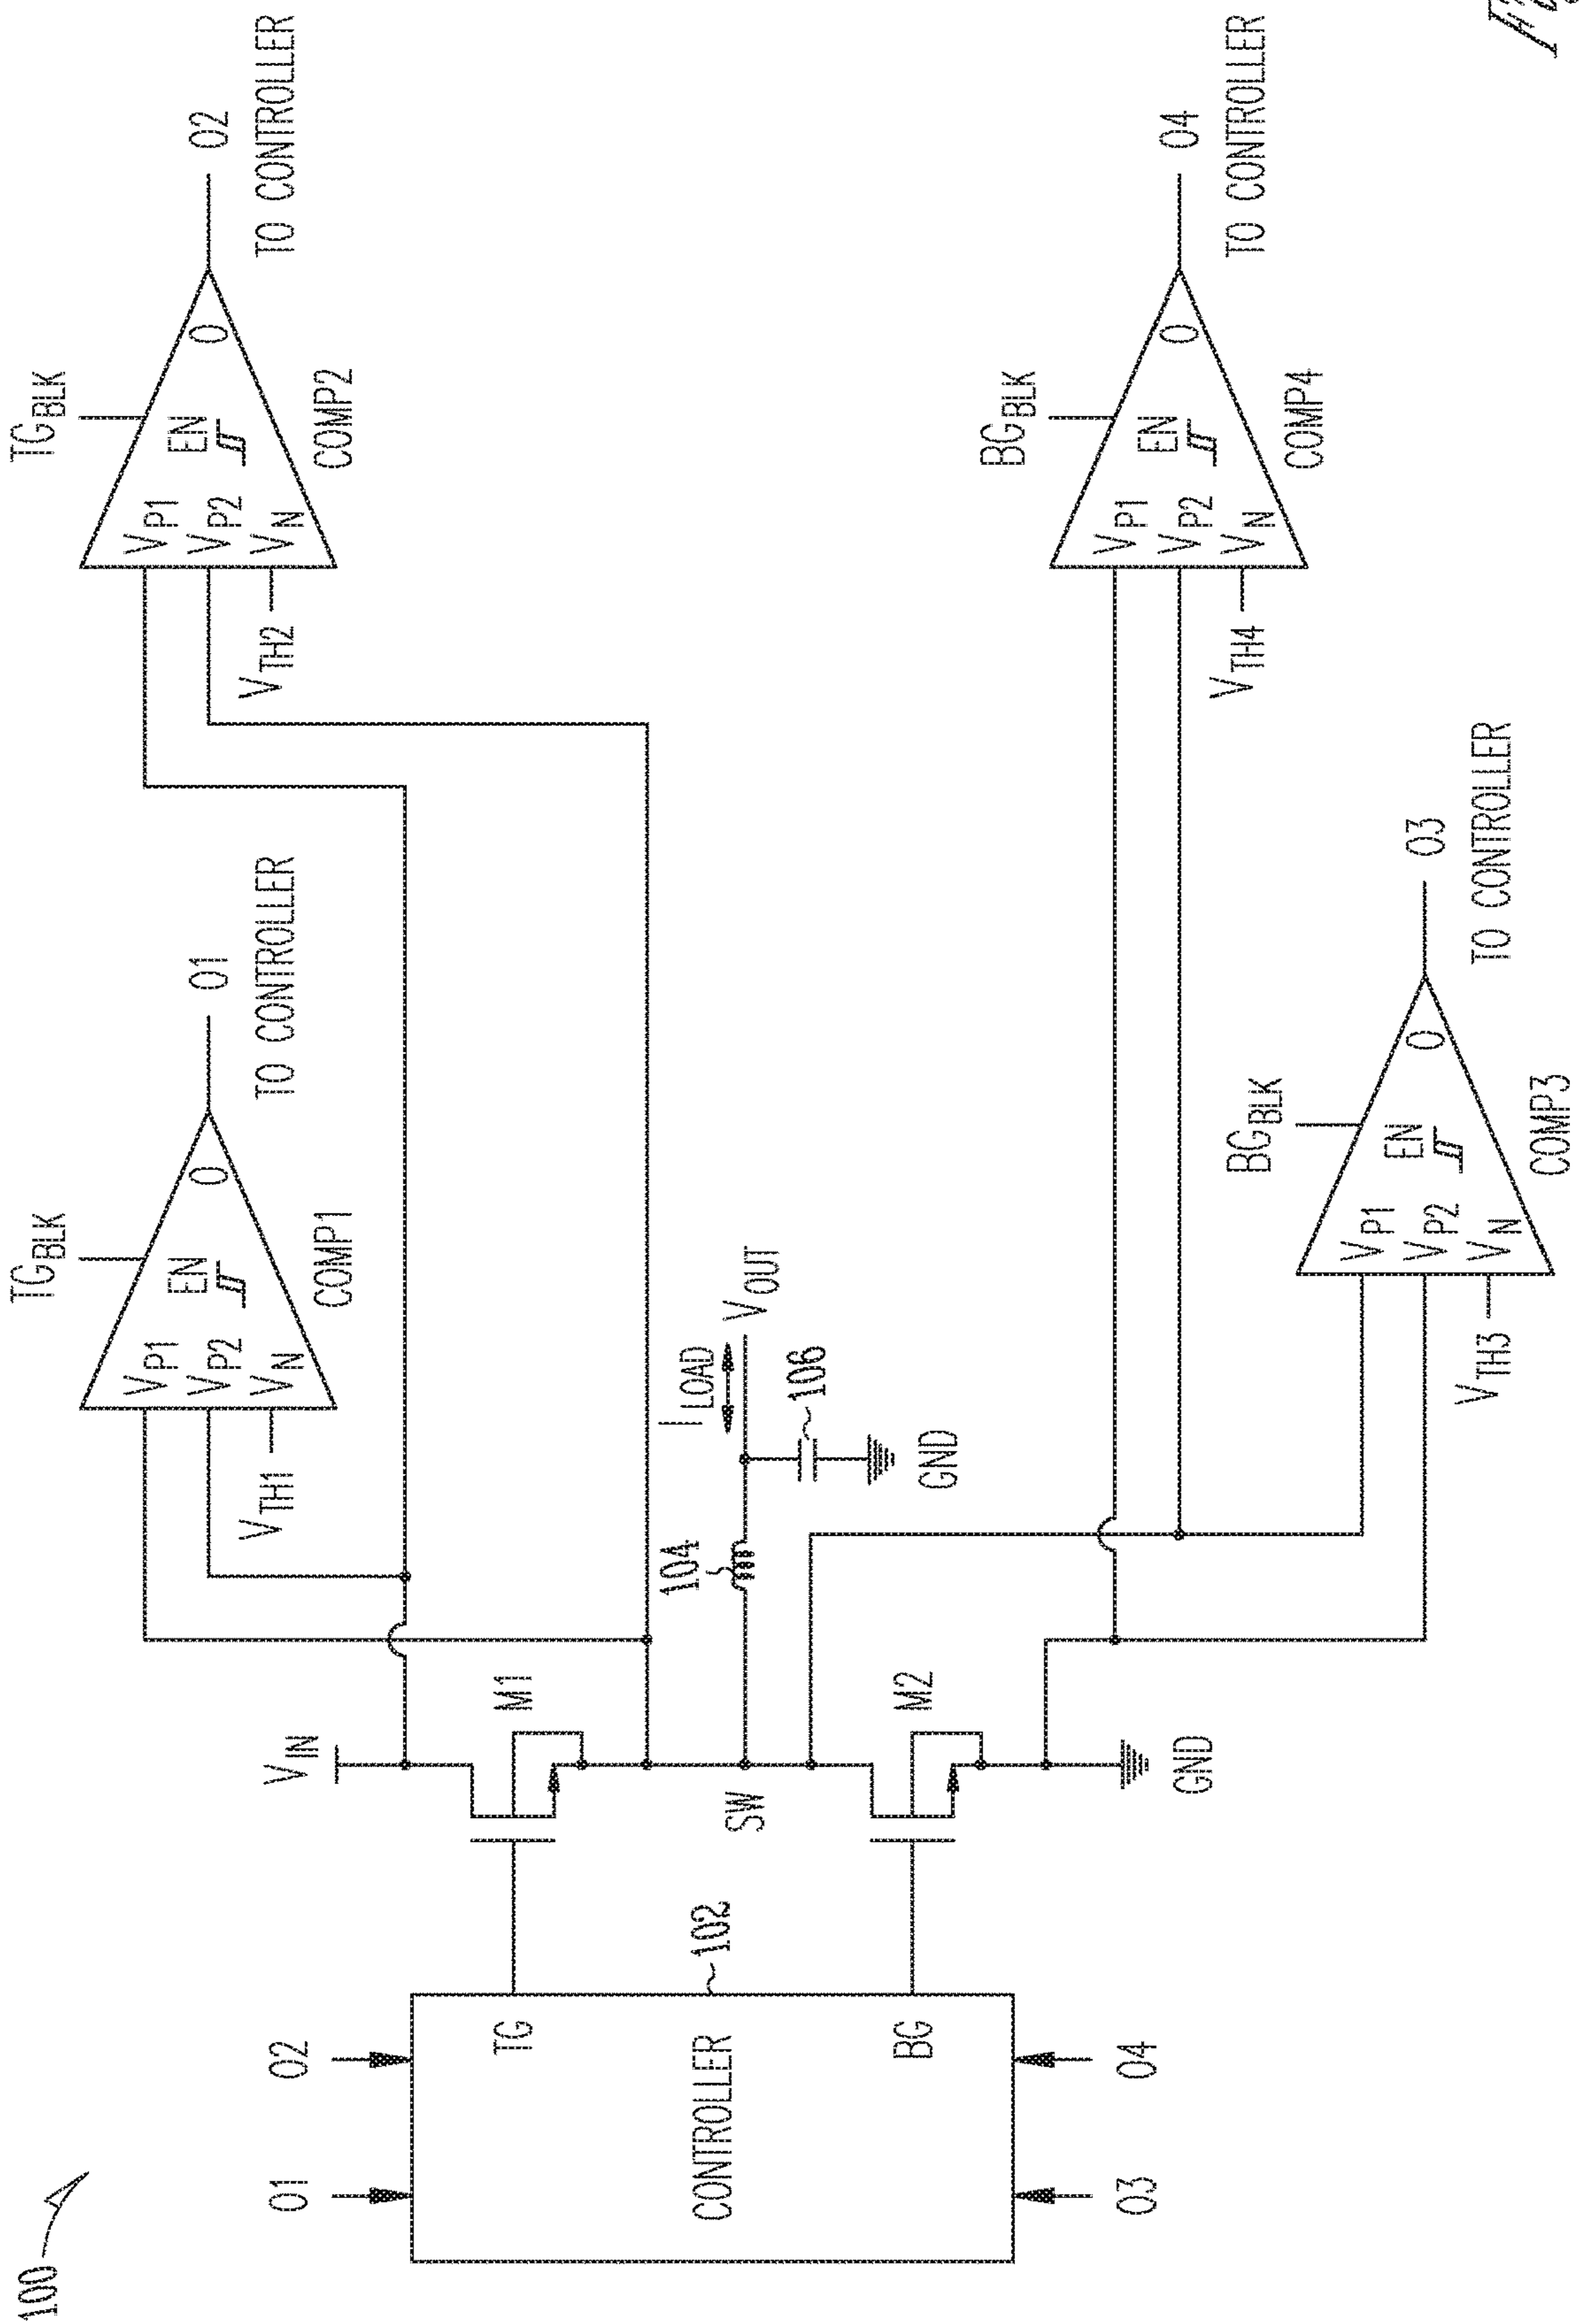 100
O1
O2
CONTROLLER
TG
BG
O3
O4
102
V_IN
M1
SW
M2
GND
104
I_LOAD
V_OUT
106
GND
TG_BLK
V_P1
V_P2
V_N
EN
O
V_TH1
COMP1
O1
TO CONTROLLER
TG_BLK
V_P1
V_P2
V_N
EN
O
V_TH2
COMP2
O2
TO CONTROLLER
BG_BLK
V_P1
V_P2
V_N
EN
O
V_TH3
COMP3
O3
TO CONTROLLER
BG_BLK
V_P1
V_P2
V_N
EN
O
V_TH4
COMP4
O4
TO CONTROLLER